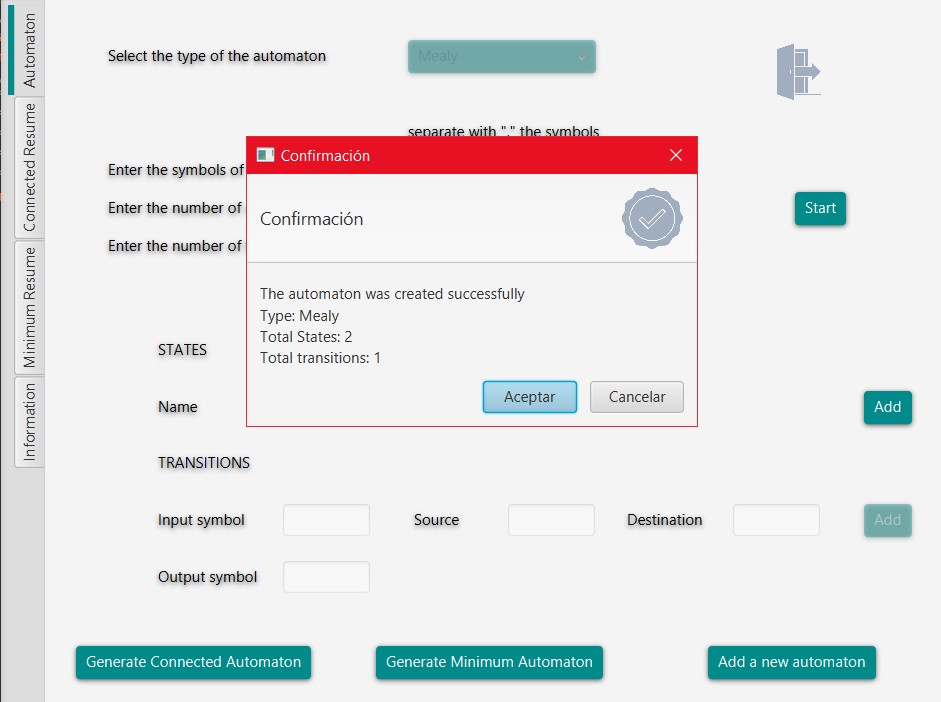 Automaton
Connected Resume
Minimum Resume
Information
Select the type of the automaton
Mealy
separate with "," the symbols
Enter the symbols of
Enter the number of
Enter the number of
Start
Confirmación
Confirmación
The automaton was created successfully
Type: Mealy
Total States: 2
Total transitions: 1
Aceptar
Cancelar
STATES
Name
Add
TRANSITIONS
Input symbol
Source
Destination
Add
Output symbol
Generate Connected Automaton
Generate Minimum Automaton
Add a new automaton